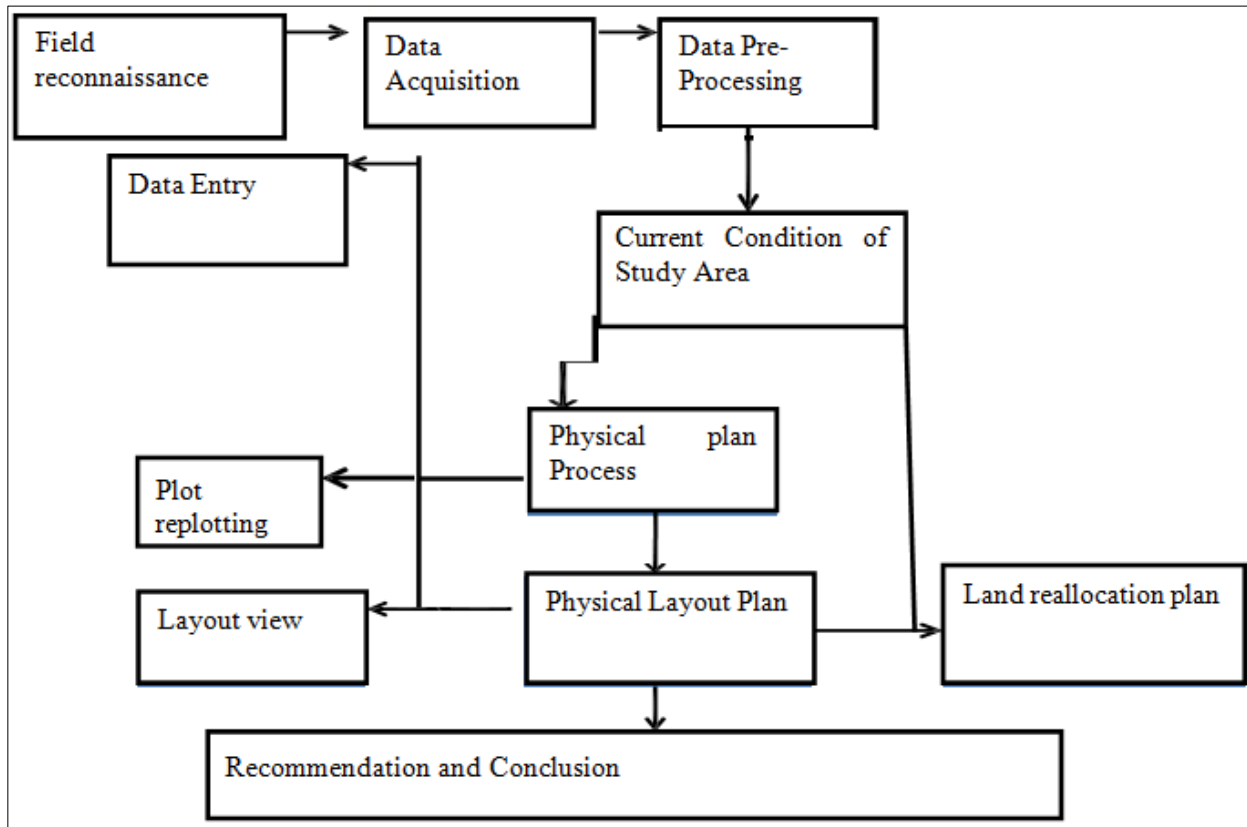 Field
reconnaissance
Data
Acquisition
Data Pre-
Processing
Data Entry
Current Condition of
Study Area
Physical plan
Process
Plot
replotting
Physical Layout Plan
Layout view
Land reallocation plan
Recommendation and Conclusion